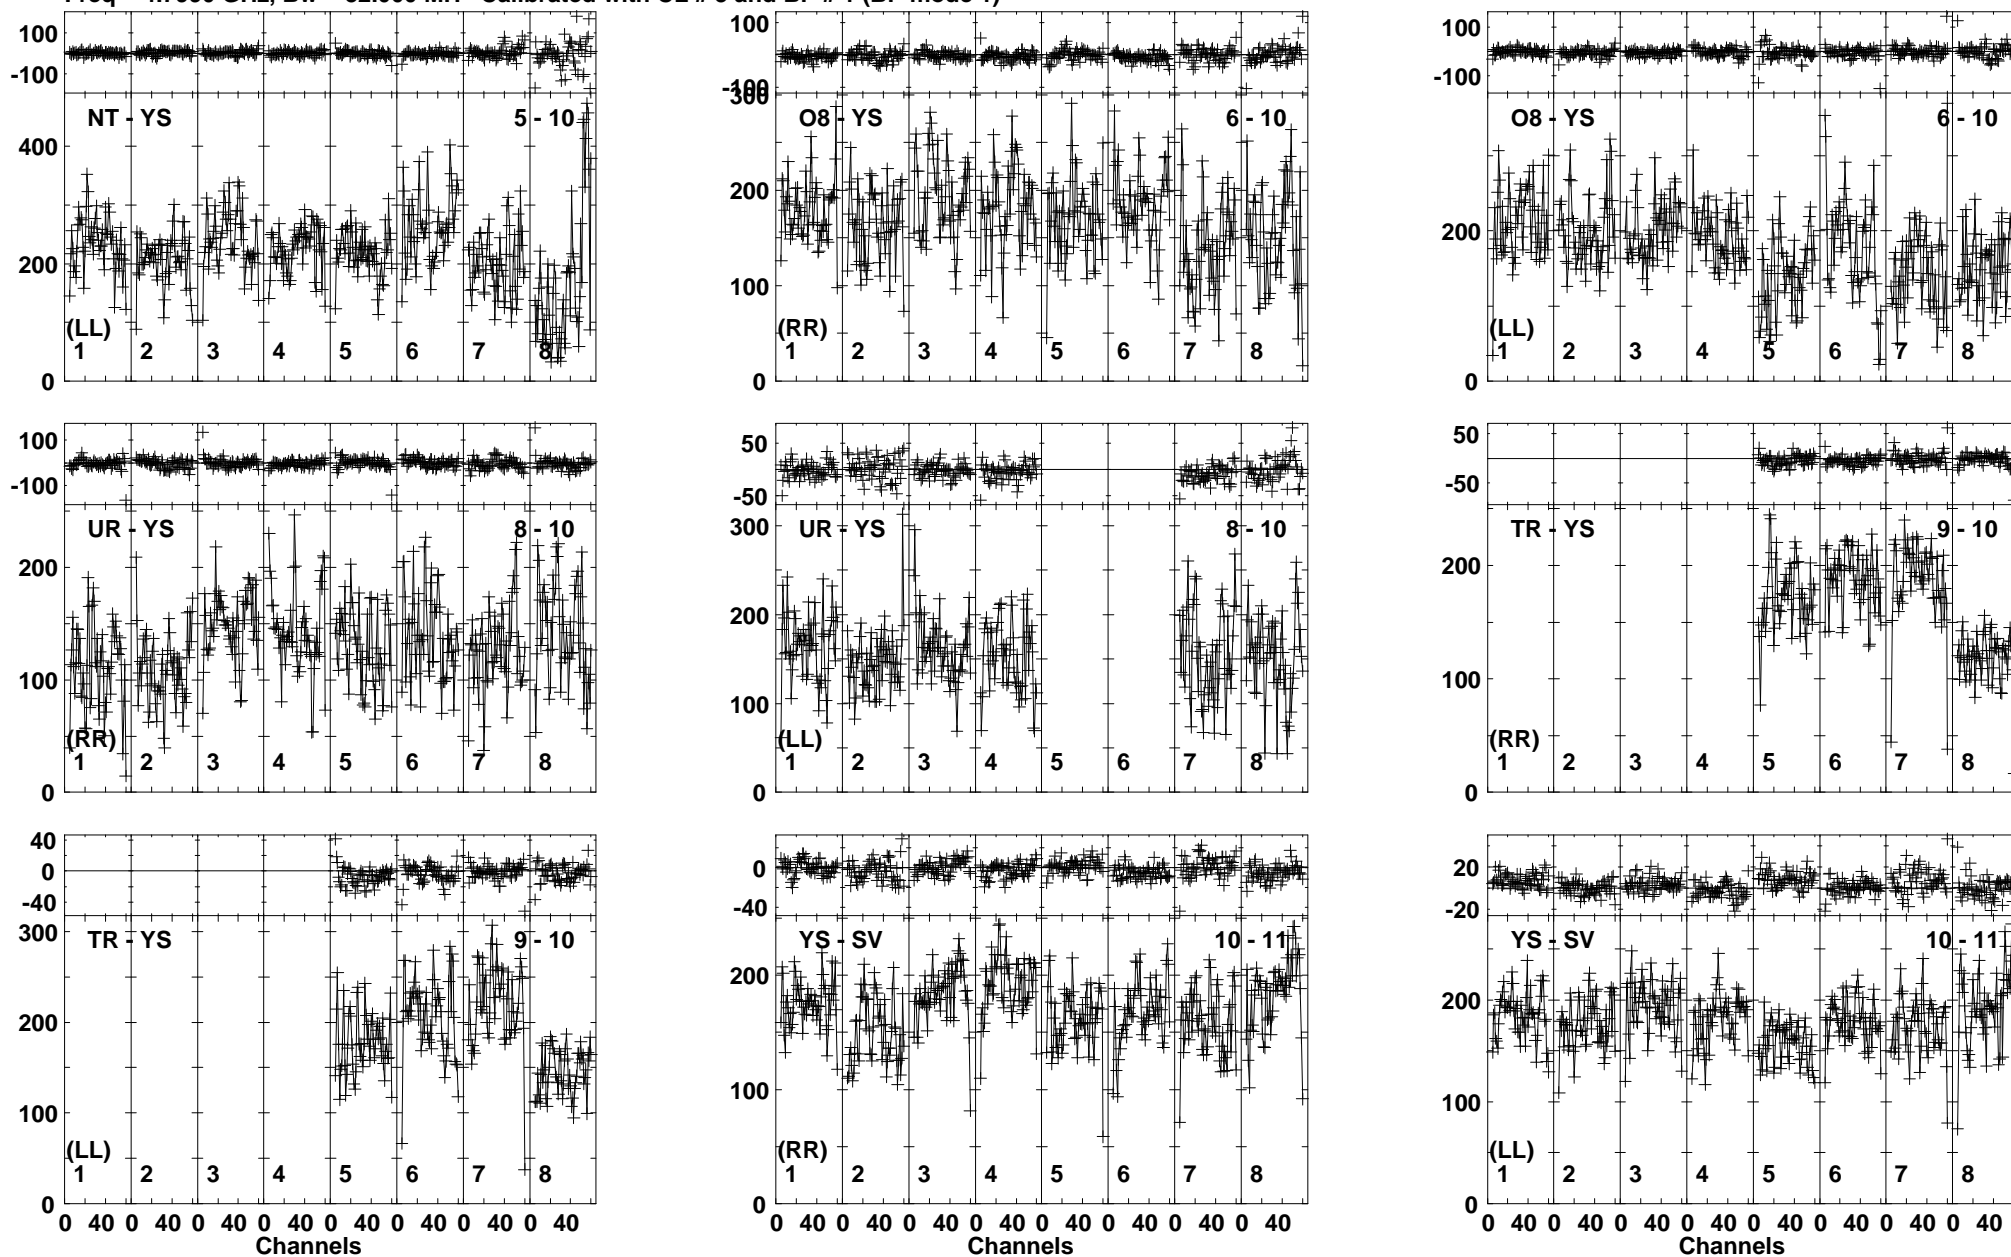 100 -100 NT - YS 5 - 10 400 200 0 (LL) 1 2 3 4 5 6 7 8
100 -100 O8 - YS 6 - 10 300 200 100 0 (RR) 1 2 3 4 5 6 7 8
100 -100 O8 - YS 6 - 10 200 0 (LL) 1 2 3 4 5 6 7 8
100 -100 UR - YS 8 - 10 200 100 0 (RR) 1 2 3 4 5 6 7 8
50 -50 UR - YS 8 - 10 300 200 100 0 (LL) 1 2 3 4 7 8
50 -50 TR - YS 9 - 10 200 100 0 (RR) 1 2 3 4 5 6 7 8
40 0 -40 TR - YS 9 - 10 300 200 100 0 (LL) 1 2 3 4 5 6 7 8
0 -40 YS - SV 10 - 11 200 100 0 (RR) 1 2 3 4 5 6 7 8
20 -20 YS - SV 10 - 11 200 100 0 (LL) 1 2 3 4 5 6 7 8
0 40 0 40 0 40 0 40 0 40 0 40 0 40 0 40
Channels
0 40 0 40 0 40 0 40 0 40 0 40 0 40 0 40
Channels
0 40 0 40 0 40 0 40 0 40 0 40 0 40 0 40
Channels